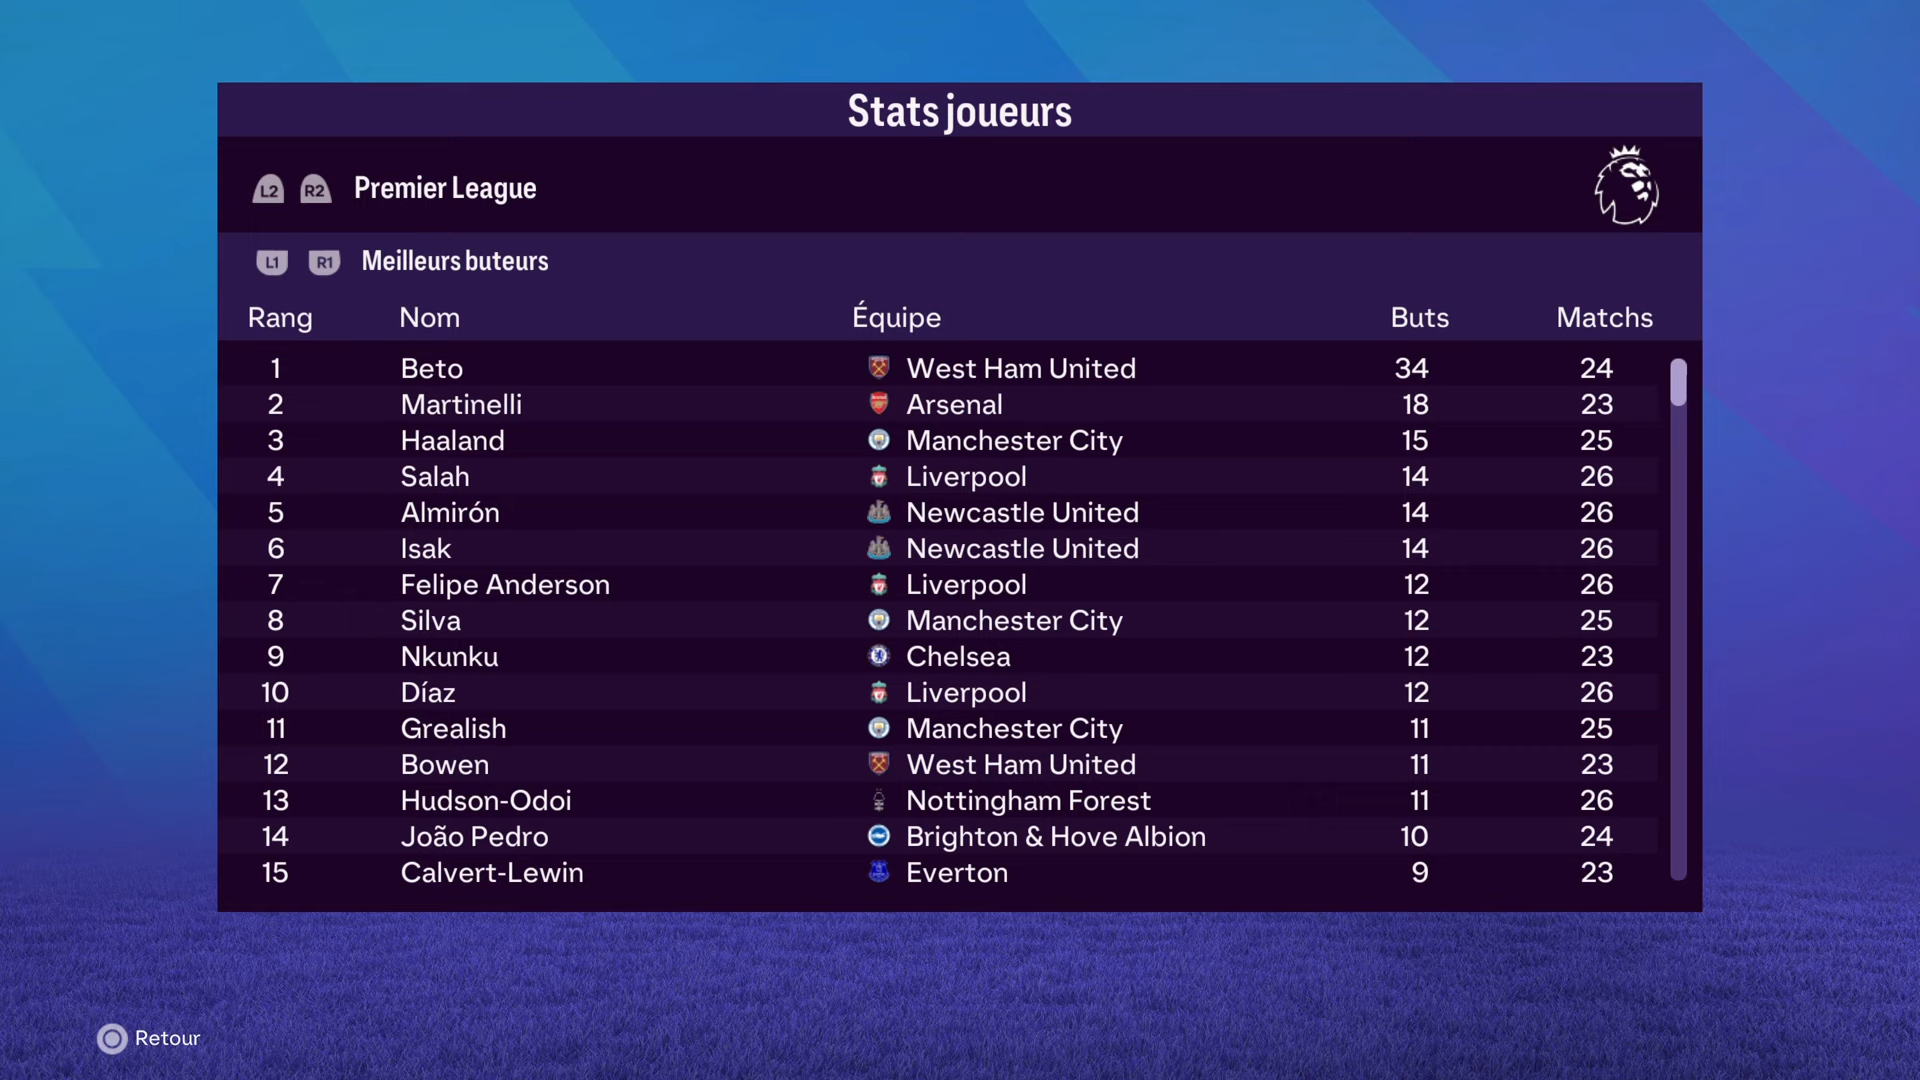 Stats joueurs
L2 R2 Premier League
L1 R1 Meilleurs buteurs
Rang Nom Équipe Buts Matchs
1 Beto West Ham United 34 24
2 Martinelli Arsenal 18 23
3 Haaland Manchester City 15 25
4 Salah Liverpool 14 26
5 Almirón Newcastle United 14 26
6 Isak Newcastle United 14 26
7 Felipe Anderson Liverpool 12 26
8 Silva Manchester City 12 25
9 Nkunku Chelsea 12 23
10 Díaz Liverpool 12 26
11 Grealish Manchester City 11 25
12 Bowen West Ham United 11 23
13 Hudson-Odoi Nottingham Forest 11 26
14 João Pedro Brighton & Hove Albion 10 24
15 Calvert-Lewin Everton 9 23
Retour